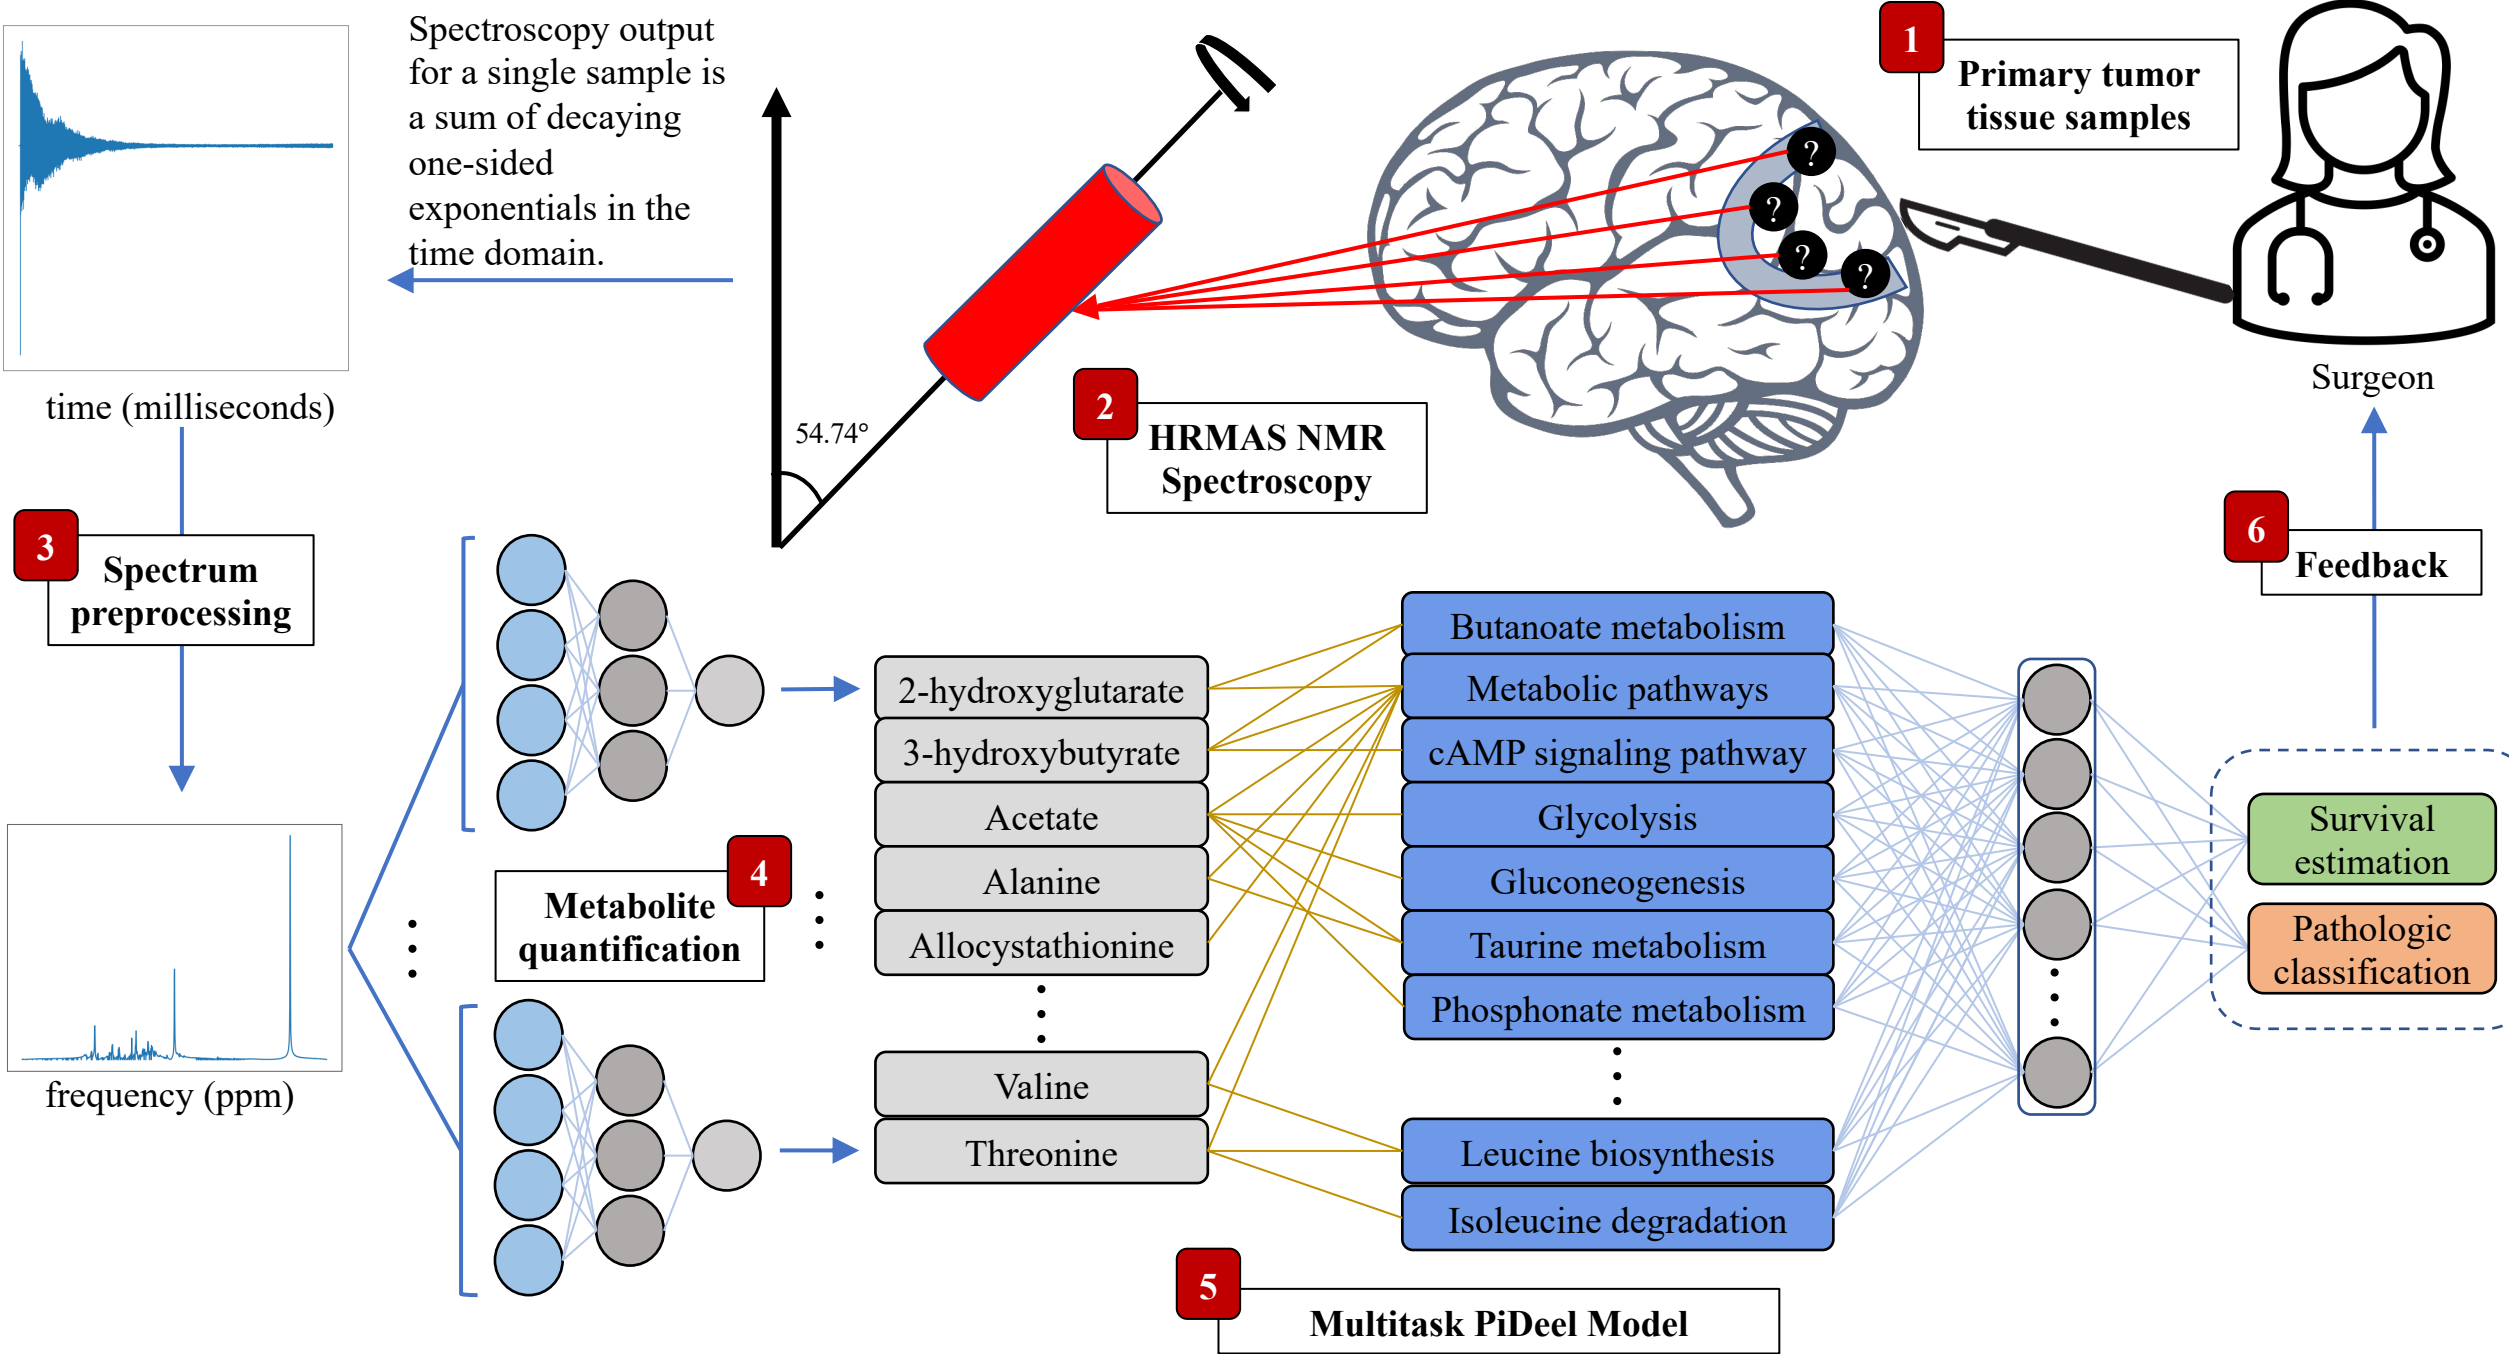 Spectroscopy output
for a single sample is
a sum of decaying
one-sided
exponentials in the
time domain.
time (milliseconds)
54.74°
?
?
?
?
1
Primary tumor
tissue samples
Surgeon
2
HRMAS NMR
Spectroscopy
3
Spectrum
preprocessing
frequency (ppm)
4
Metabolite
quantification
2-hydroxyglutarate
3-hydroxybutyrate
Acetate
Alanine
Allocystathionine
Valine
Threonine
Butanoate metabolism
Metabolic pathways
cAMP signaling pathway
Glycolysis
Gluconeogenesis
Taurine metabolism
Phosphonate metabolism
Leucine biosynthesis
Isoleucine degradation
5
Multitask PiDeel Model
Survival
estimation
Pathologic
classification
6
Feedback